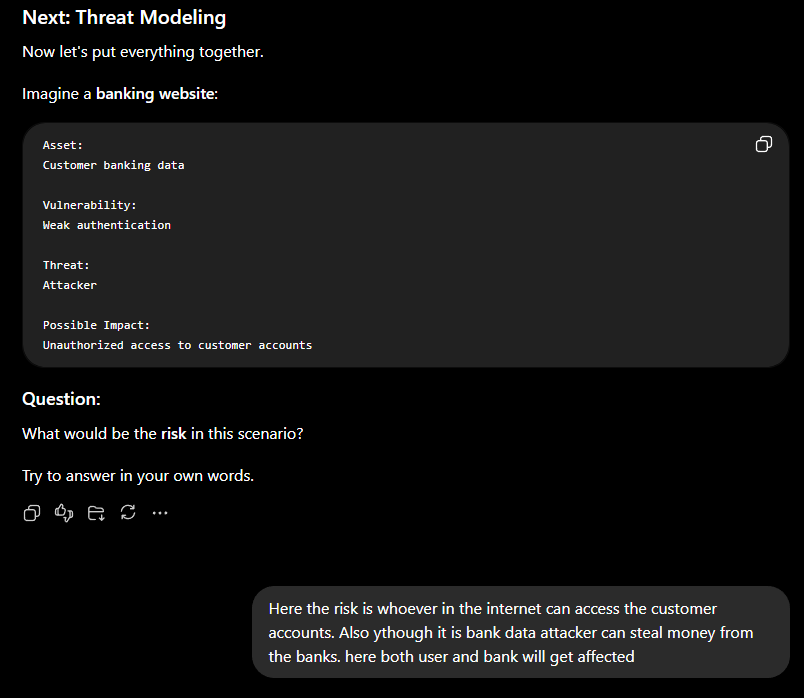 Next: Threat Modeling
Now let's put everything together.
Imagine a banking website:
Asset:
Customer banking data
Vulnerability:
Weak authentication
Threat:
Attacker
Possible Impact:
Unauthorized access to customer accounts
Question:
What would be the risk in this scenario?
Try to answer in your own words.
Here the risk is whoever in the internet can access the customer
accounts. Also ythough it is bank data attacker can steal money from
the banks. here both user and bank will get affected